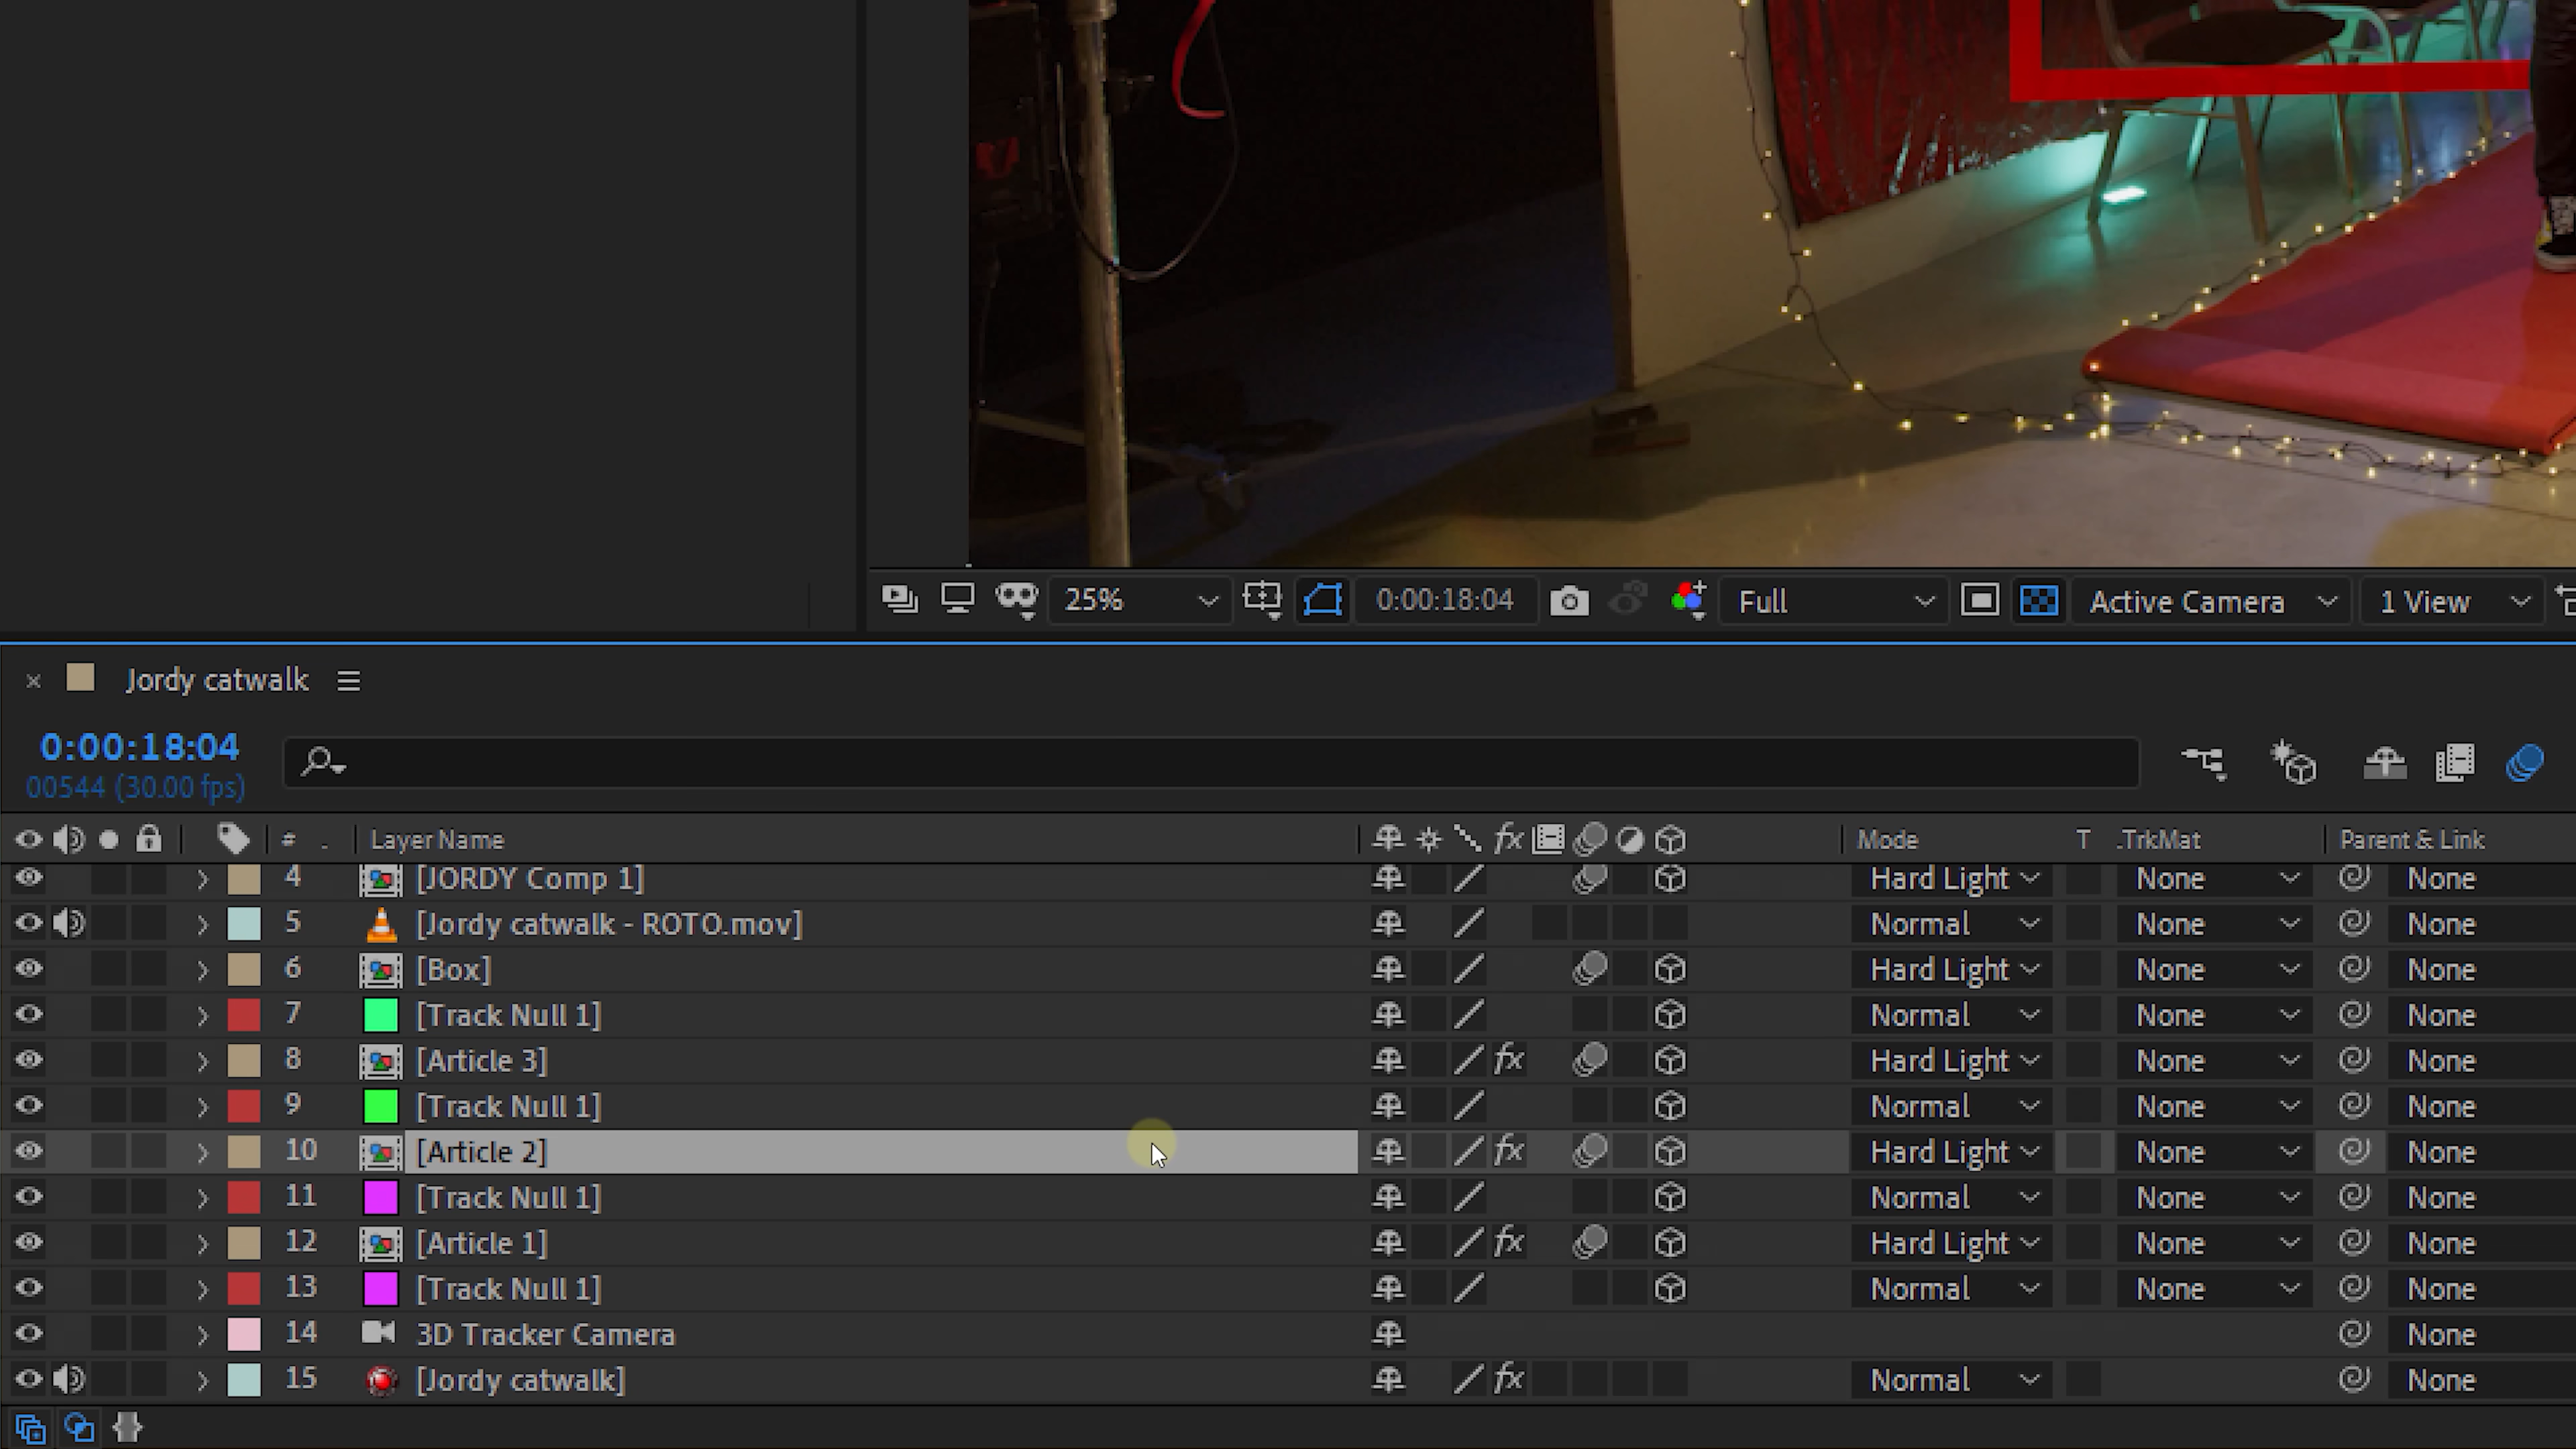 25% 0:00:18:04 Full Active Camera 1 View
Jordy catwalk
0:00:18:04
00544 (30.00 fps)
# . Layer Name fx Mode T .TrkMat Parent & Link
4 [JORDY Comp 1] Hard Light None None
5 [Jordy catwalk - ROTO.mov] Normal None None
6 [Box] Hard Light None None
7 [Track Null 1] Normal None None
8 [Article 3] fx Hard Light None None
9 [Track Null 1] Normal None None
10 [Article 2] fx Hard Light None None
11 [Track Null 1] Normal None None
12 [Article 1] fx Hard Light None None
13 [Track Null 1] Normal None None
14 3D Tracker Camera None
15 [Jordy catwalk] fx Normal None